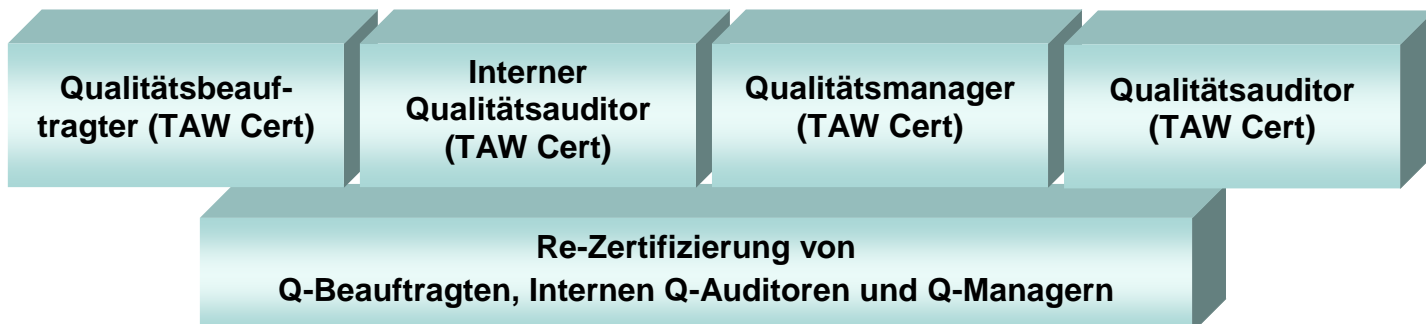 Qualitätsbeauf-
tragter (TAW Cert)
Interner
Qualitätsauditor
(TAW Cert)
Qualitätsmanager
(TAW Cert)
Qualitätsauditor
(TAW Cert)
Re-Zertifizierung von
Q-Beauftragten, Internen Q-Auditoren und Q-Managern